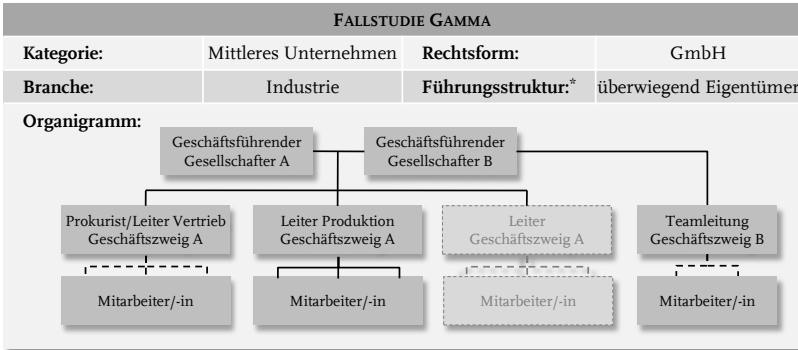 FALLSTUDIE GAMMA
Kategorie: Mittleres Unternehmen Rechtsform: GmbH
Branche: Industrie Führungsstruktur:* überwiegend Eigentümer
Organigramm:
Geschäftsführender
Gesellschafter A
Geschäftsführender
Gesellschafter B
Prokurist/Leiter Vertrieb
Geschäftszweig A
Leiter Produktion
Geschäftszweig A
Leiter
Geschäftszweig A
Teamleitung
Geschäftszweig B
Mitarbeiter/-in
Mitarbeiter/-in
Mitarbeiter/-in
Mitarbeiter/-in